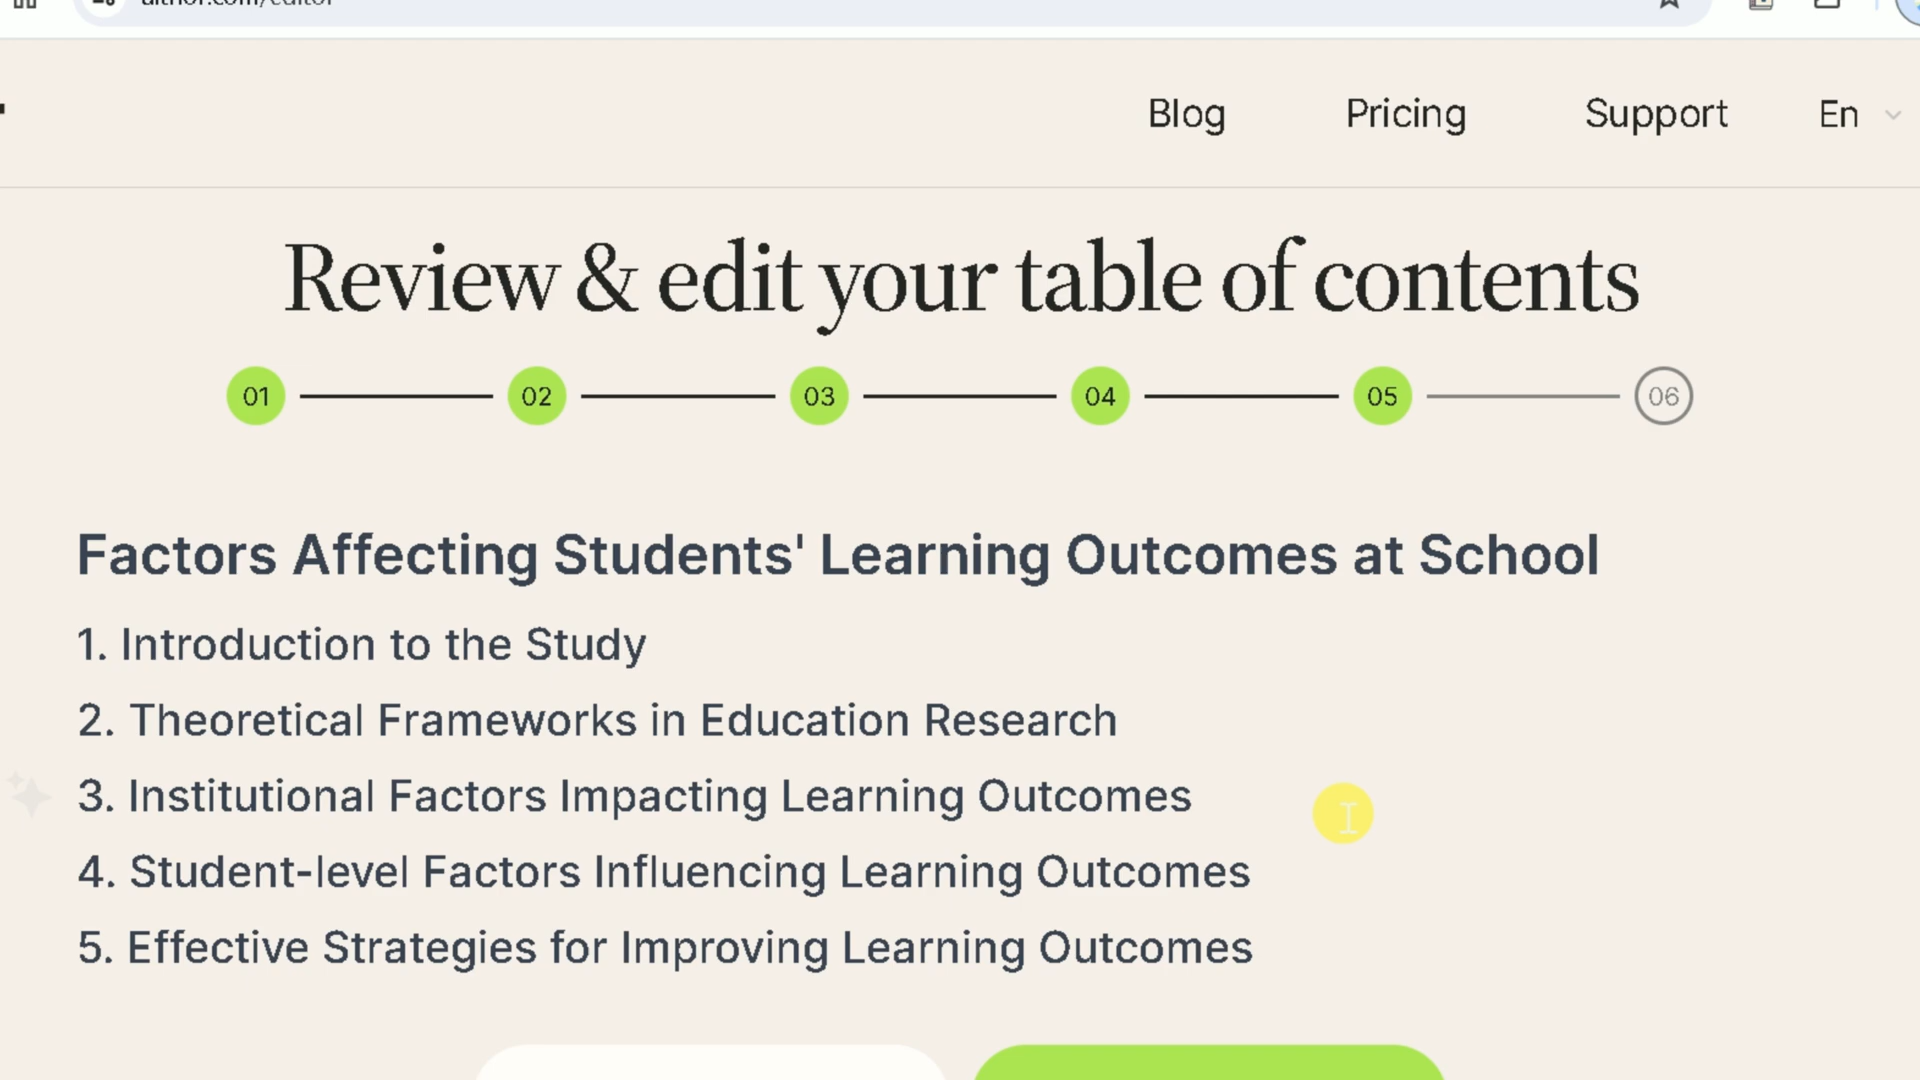 Blog Pricing Support En
Review & edit your table of contents
01 02 03 04 05 06
Factors Affecting Students' Learning Outcomes at School
1. Introduction to the Study
2. Theoretical Frameworks in Education Research
3. Institutional Factors Impacting Learning Outcomes
4. Student-level Factors Influencing Learning Outcomes
5. Effective Strategies for Improving Learning Outcomes